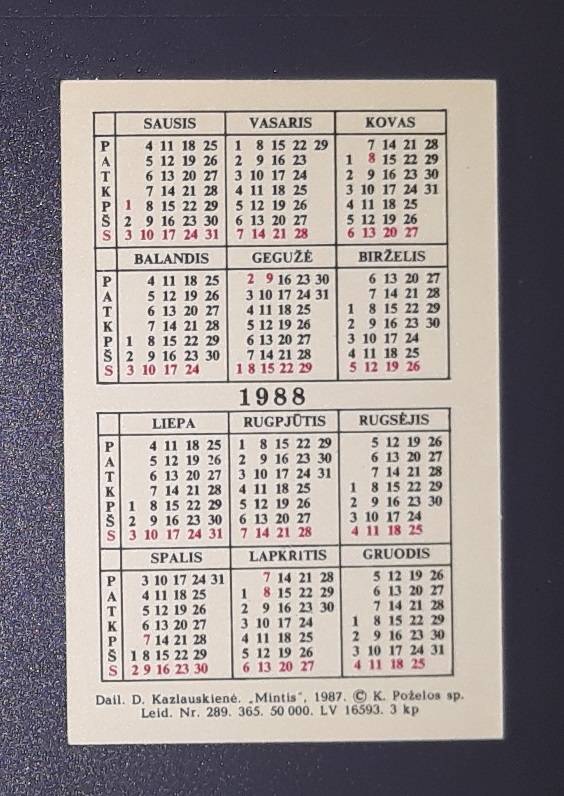 SAUSIS VASARIS KOVAS
P 4 11 18 25 1 8 15 22 29 7 14 21 28
A 5 12 19 26 2 9 16 23 1 8 15 22 29
T 6 13 20 27 3 10 17 24 2 9 16 23 30
K 7 14 21 28 4 11 18 25 3 10 17 24 31
P 1 8 15 22 29 5 12 19 26 4 11 18 25
Š 2 9 16 23 30 6 13 20 27 5 12 19 26
S 3 10 17 24 31 7 14 21 28 6 13 20 27
BALANDIS GEGUŽĖ BIRŽELIS
P 4 11 18 25 2 9 16 23 30 6 13 20 27
A 5 12 19 26 3 10 17 24 31 7 14 21 28
T 6 13 20 27 4 11 18 25 1 8 15 22 29
K 7 14 21 28 5 12 19 26 2 9 16 23 30
P 1 8 15 22 29 6 13 20 27 3 10 17 24
Š 2 9 16 23 30 7 14 21 28 4 11 18 25
S 3 10 17 24 1 8 15 22 29 5 12 19 26
1988
LIEPA RUGPJŪTIS RUGSĖJIS
P 4 11 18 25 1 8 15 22 29 5 12 19 26
A 5 12 19 26 2 9 16 23 30 6 13 20 27
T 6 13 20 27 3 10 17 24 31 7 14 21 28
K 7 14 21 28 4 11 18 25 1 8 15 22 29
P 1 8 15 22 29 5 12 19 26 2 9 16 23 30
Š 2 9 16 23 30 6 13 20 27 3 10 17 24
S 3 10 17 24 31 7 14 21 28 4 11 18 25
SPALIS LAPKRITIS GRUODIS
P 3 10 17 24 31 7 14 21 28 5 12 19 26
A 4 11 18 25 1 8 15 22 29 6 13 20 27
T 5 12 19 26 2 9 16 23 30 7 14 21 28
K 6 13 20 27 3 10 17 24 1 8 15 22 29
P 7 14 21 28 4 11 18 25 2 9 16 23 30
Š 1 8 15 22 29 5 12 19 26 3 10 17 24 31
S 2 9 16 23 30 6 13 20 27 4 11 18 25
Dail. D. Kazlauskienė. „Mintis“, 1987. © K. Poželos sp.
Leid. Nr. 289. 365. 50 000. LV 16593. 3 kp